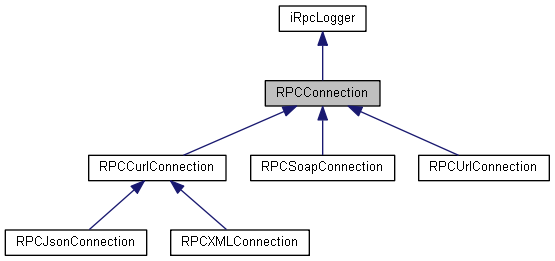 iRpcLogger
RPCConnection
RPCCurlConnection
RPCSoapConnection
RPCUrlConnection
RPCJsonConnection
RPCXMLConnection